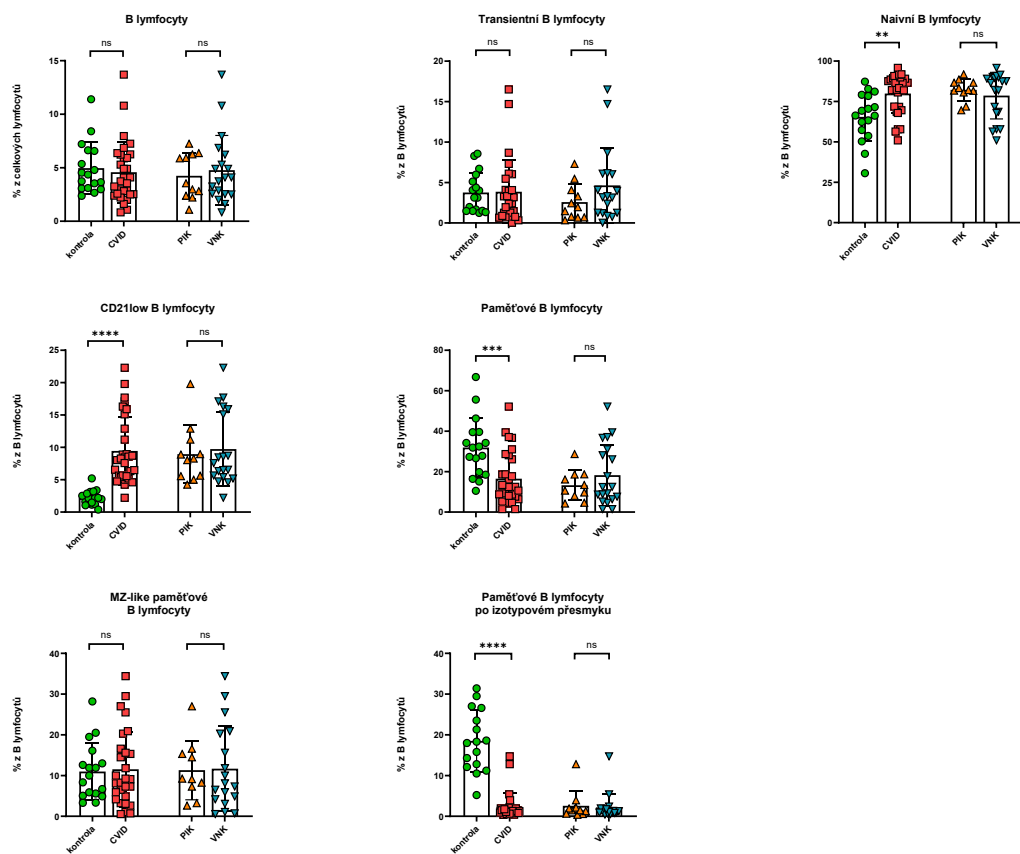 B lymfocyty
ns
ns
% z celkových lymfocytů
15
10
5
0
kontrola
CVID
PIK
VNK
Transientní B lymfocyty
ns
ns
% z B lymfocytů
20
15
10
5
0
kontrola
CVID
PIK
VNK
Naivní B lymfocyty
**
ns
% z B lymfocytů
100
75
50
25
0
kontrola
CVID
PIK
VNK
CD21low B lymfocyty
****
ns
% z B lymfocytů
25
20
15
10
5
0
kontrola
CVID
PIK
VNK
Paměťové B lymfocyty
***
ns
% z B lymfocytů
80
60
40
20
0
kontrola
CVID
PIK
VNK
MZ-like paměťové
B lymfocyty
ns
ns
% z B lymfocytů
40
30
20
10
0
kontrola
CVID
PIK
VNK
Paměťové B lymfocyty
po izotypovém přesmyku
****
ns
% z B lymfocytů
40
30
20
10
0
kontrola
CVID
PIK
VNK